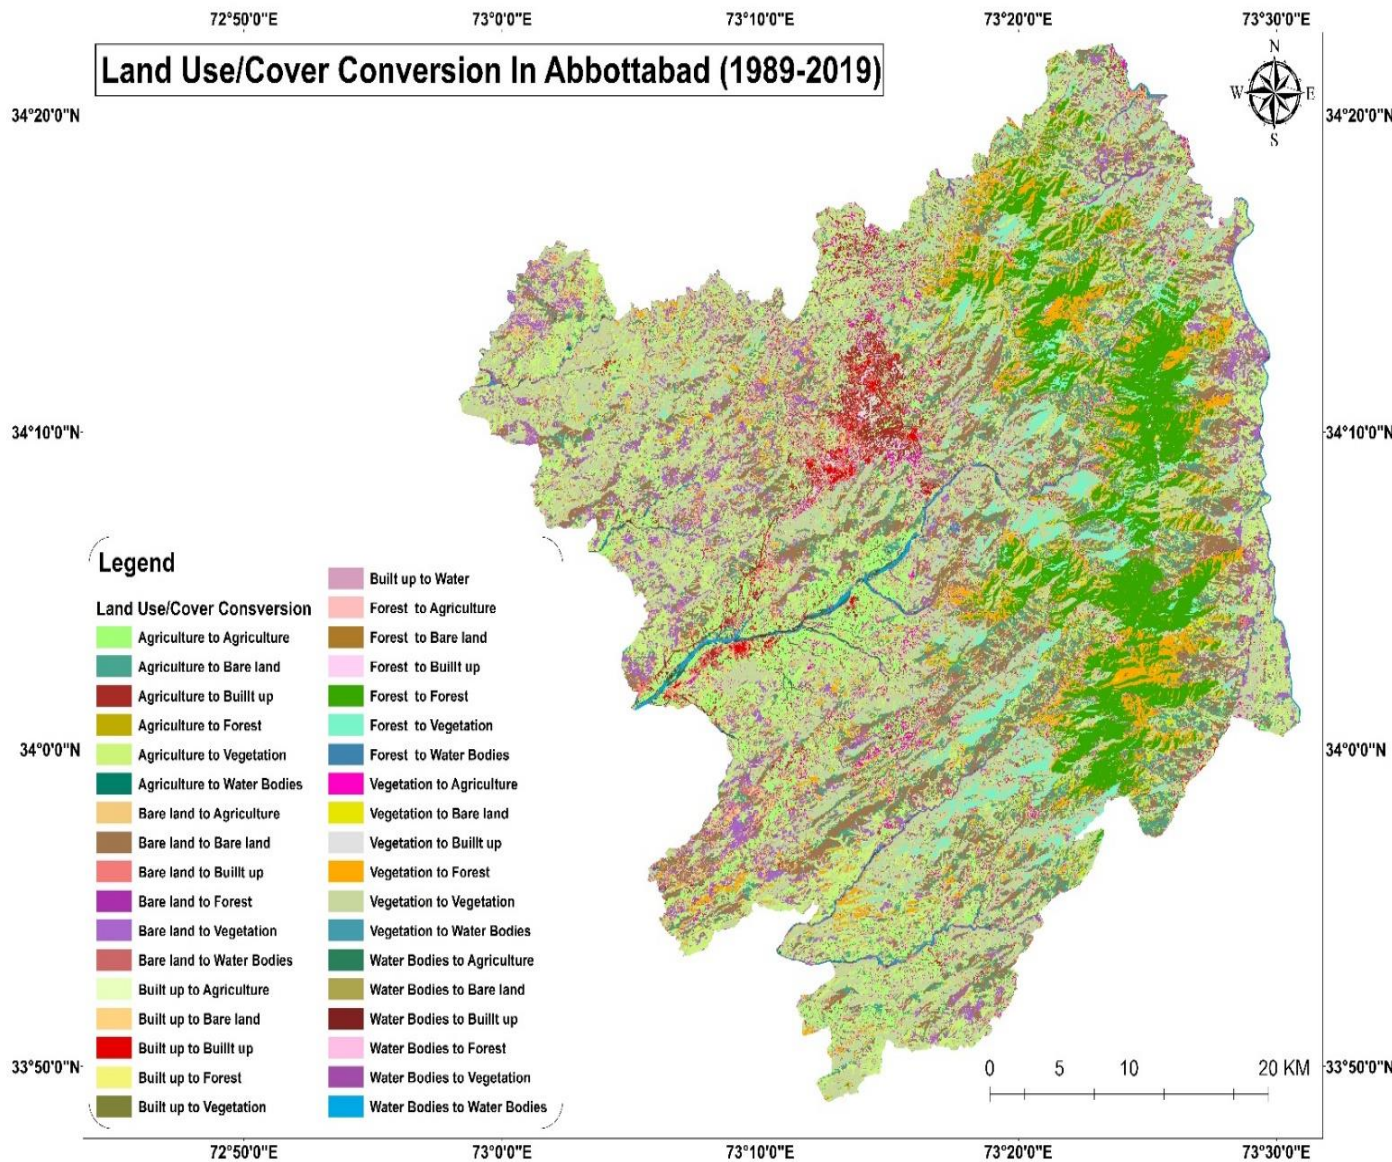 72°50'0"E 73°0'0"E 73°10'0"E 73°20'0"E 73°30'0"E
Land Use/Cover Conversion In Abbottabad (1989-2019)
N
W E
S
34°20'0"N 34°20'0"N
34°10'0"N 34°10'0"N
34°0'0"N 34°0'0"N
33°50'0"N 33°50'0"N
Legend
Land Use/Cover Consversion
Agriculture to Agriculture
Agriculture to Bare land
Agriculture to Buillt up
Agriculture to Forest
Agriculture to Vegetation
Agriculture to Water Bodies
Bare land to Agriculture
Bare land to Bare land
Bare land to Buillt up
Bare land to Forest
Bare land to Vegetation
Bare land to Water Bodies
Built up to Agriculture
Built up to Bare land
Built up to Buillt up
Built up to Forest
Built up to Vegetation
Built up to Water
Forest to Agriculture
Forest to Bare land
Forest to Buillt up
Forest to Forest
Forest to Vegetation
Forest to Water Bodies
Vegetation to Agriculture
Vegetation to Bare land
Vegetation to Buillt up
Vegetation to Forest
Vegetation to Vegetation
Vegetation to Water Bodies
Water Bodies to Agriculture
Water Bodies to Bare land
Water Bodies to Buillt up
Water Bodies to Forest
Water Bodies to Vegetation
Water Bodies to Water Bodies
0 5 10 20 KM
72°50'0"E 73°0'0"E 73°10'0"E 73°20'0"E 73°30'0"E